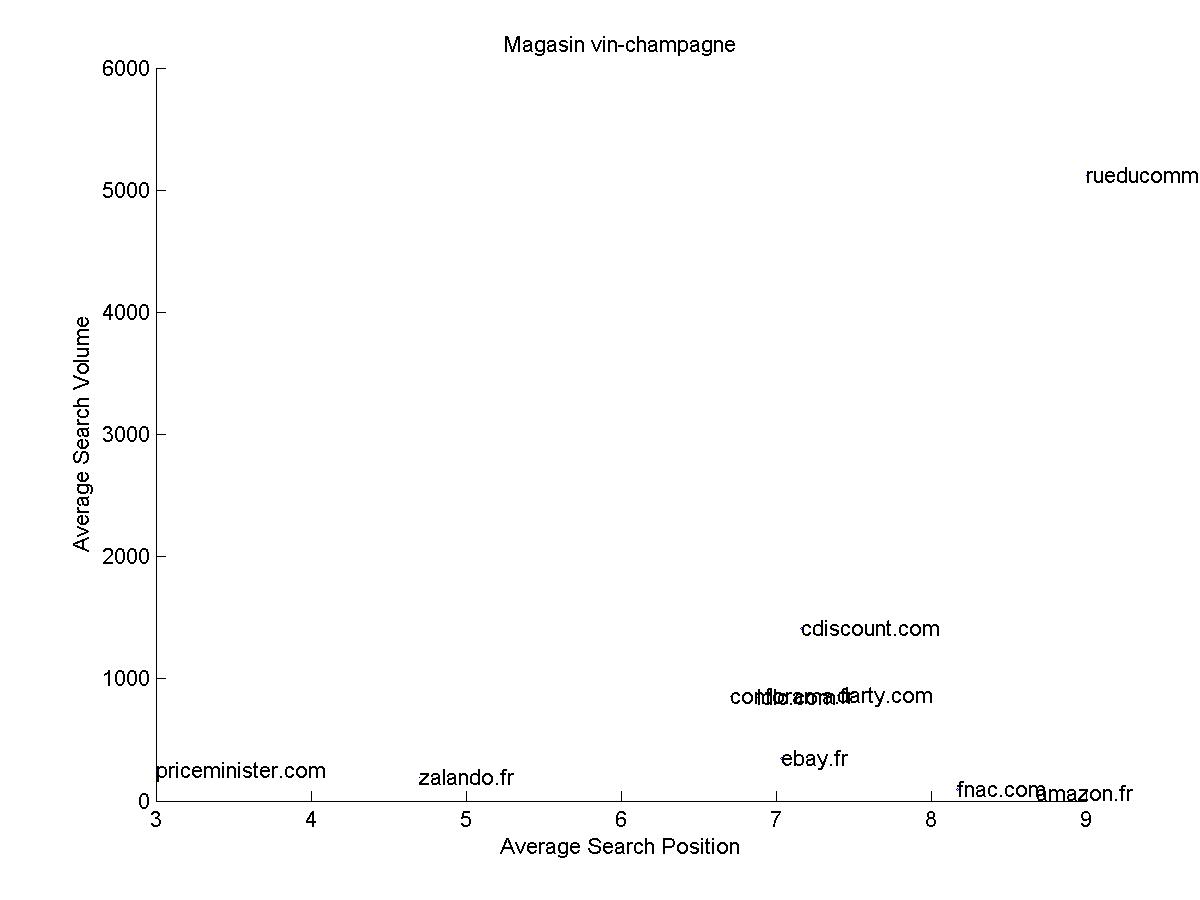 Magasin vin-champagne
6000
5000
4000
3000
2000
1000
0
Average Search Volume
rueducomm
cdiscount.com
conforama.fr
darty.com
ebay.fr
priceminister.com
zalando.fr
fnac.com
amazon.fr
3 4 5 6 7 8 9
Average Search Position